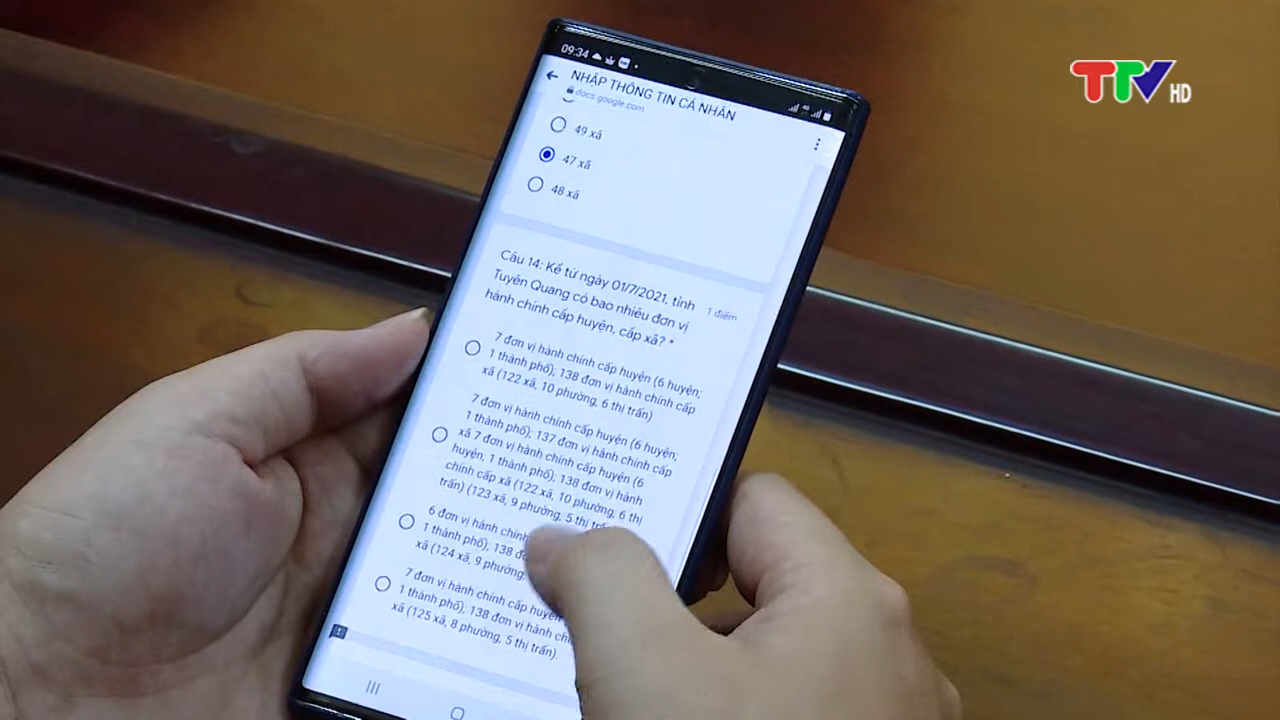 09:34
TTV HD
NHẬP THÔNG TIN CÁ NHÂN
docs.google.com
49 xã
47 xã
48 xã
Câu 14: Kể từ ngày 01/7/2021, tỉnh
Tuyên Quang có bao nhiêu đơn vị
hành chính cấp huyện, cấp xã? *
1 điểm
7 đơn vị hành chính cấp huyện (6 huyện;
1 thành phố); 138 đơn vị hành chính cấp
xã (122 xã, 10 phường, 6 thị trấn)
7 đơn vị hành chính cấp huyện (6 huyện;
1 thành phố); 137 đơn vị hành chính cấp
xã 7 đơn vị hành chính cấp huyện (6
huyện; 1 thành phố); 138 đơn vị hành
chính cấp xã (122 xã, 10 phường, 6 thị
trấn) (123 xã, 9 phường, 5 thị
6 đơn vị hành chính
1 thành phố); 138
xã (124 xã, 9 phường,
7 đơn vị hành chính cấp
1 thành phố); 138 đơn vị hành
xã (125 xã, 8 phường, 5 thị trấn).